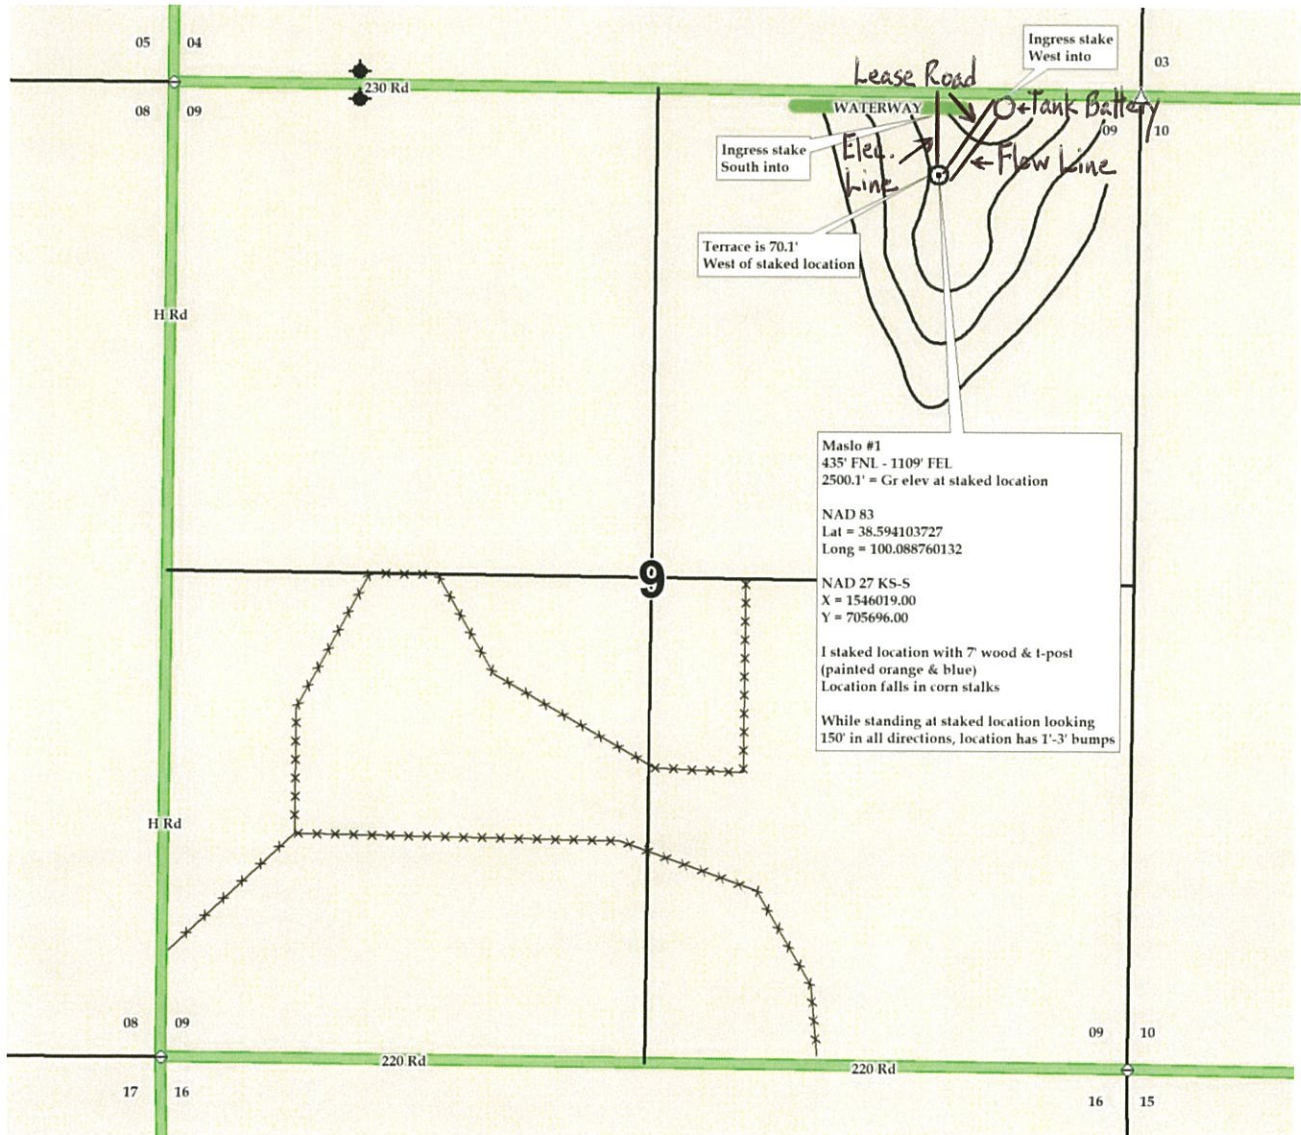 05 04
03
230 Rd
08 09
09 10
Ingress stake
West into
Lease Road
WATERWAY
←Tank Battery
Ingress stake
South into
Elec.
Line
← Flow Line
Terrace is 70.1'
West of staked location
H Rd
Maslo #1
435' FNL - 1109' FEL
2500.1' = Gr elev at staked location
NAD 83
Lat = 38.594103727
Long = 100.088760132
NAD 27 KS-S
X = 1546019.00
Y = 705696.00
I staked location with 7' wood & t-post
(painted orange & blue)
Location falls in corn stalks
While standing at staked location looking
150' in all directions, location has 1'-3' bumps
9
H Rd
08 09
09 10
220 Rd
220 Rd
17 16
16 15